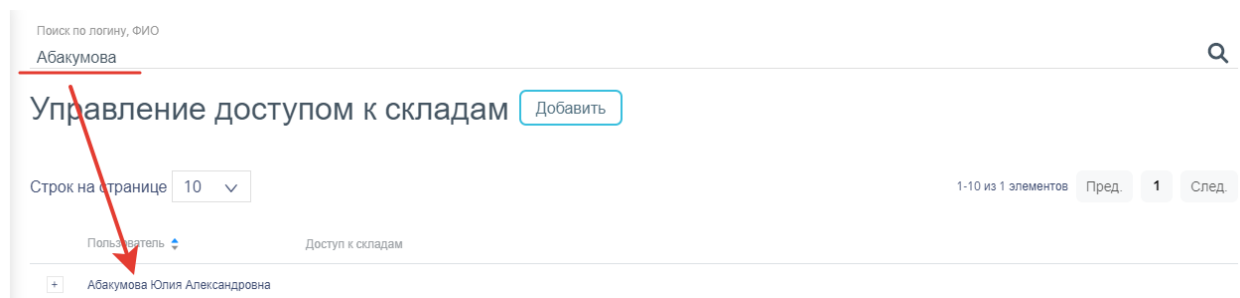 Поиск по логину, ФИО
Абакумова
Управление доступом к складам Добавить
Строк на странице 10 1-10 из 1 элементов Пред. 1 След.
Пользователь Доступ к складам
+ Абакумова Юлия Александровна